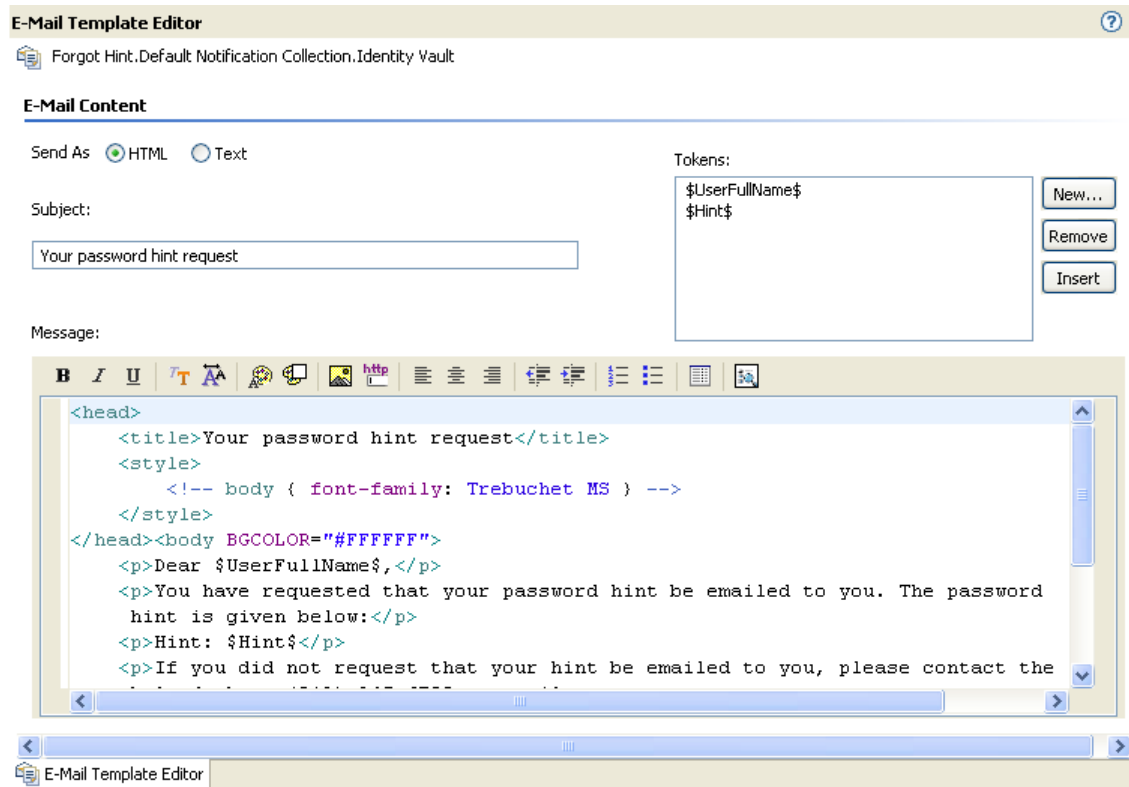 E-Mail Template Editor
Forgot Hint.Default Notification Collection.Identity Vault
E-Mail Content
Send As HTML Text
Tokens:
$UserFullName$
$Hint$
New...
Remove
Insert
Subject:
Your password hint request
Message:
B I U TT AA http
<head>
<title>Your password hint request</title>
<style>
<!-- body { font-family: Trebuchet MS } -->
</style>
</head><body BGCOLOR="#FFFFFF">
<p>Dear $UserFullName$,</p>
<p>You have requested that your password hint be emailed to you. The password
hint is given below:</p>
<p>Hint: $Hint$</p>
<p>If you did not request that your hint be emailed to you, please contact the
E-Mail Template Editor